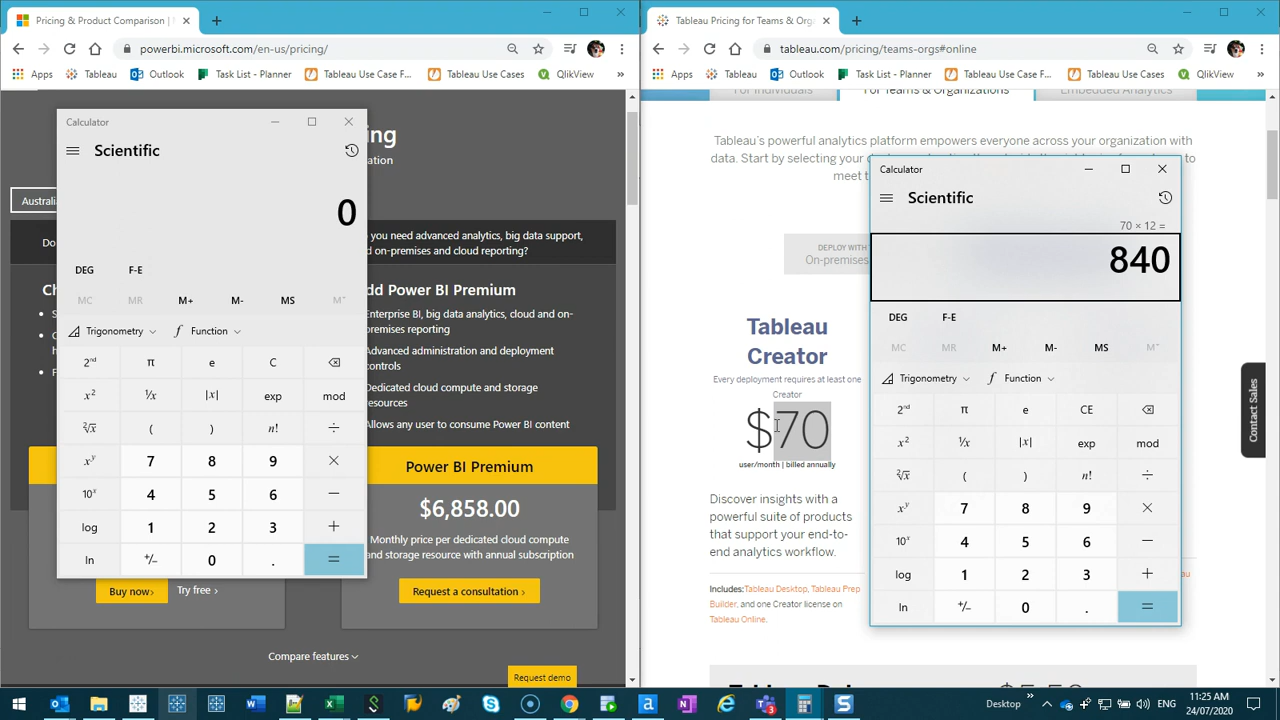 Pricing & Product Comparison |
powerbi.microsoft.com/en-us/pricing/
Apps
Tableau
Outlook
Task List - Planner
Tableau Use Case F...
Tableau Use Cases
QlikView
»
Calculator
Scientific
0
DEG
F-E
MC
MR
M+
M-
MS
Trigonometry
Function
2ⁿᵈ
π
e
C
x²
¹/x
|x|
exp
mod
²√x
(
)
n!
÷
xʸ
7
8
9
×
10ˣ
4
5
6
−
log
1
2
3
+
ln
+/−
0
.
=
Australi
Do
you need advanced analytics, big data support,
on-premises and cloud reporting?
dd Power BI Premium
Enterprise BI, big data analytics, cloud and on-
premises reporting
Advanced administration and deployment
controls
Dedicated cloud compute and storage
resources
Allows any user to consume Power BI content
Power BI Premium
$6,858.00
Monthly price per dedicated cloud compute
and storage resource with annual subscription
Buy now›
Try free ›
Request a consultation ›
Compare features
Request demo
Tableau Pricing for Teams & Org
tableau.com/pricing/teams-orgs#online
Apps
Tableau
Outlook
Task List - Planner
Tableau Use Case F...
Tableau Use Cases
QlikView
»
For Individuals
For Teams & Organizations
Embedded Analytics
Tableau's powerful analytics platform empowers everyone across your organization with
data. Start by selecting your
to
meet t
DEPLOY WITH
On-premises
Tableau
Creator
Every deployment requires at least one
Creator
$70
user/month | billed annually
Discover insights with a
powerful suite of products
that support your end-to-
end analytics workflow.
Includes:Tableau Desktop, Tableau Prep
Builder, and one Creator license on
Tableau Online.
Calculator
Scientific
70 × 12 =
840
DEG
F-E
MC
MR
M+
M-
MS
Trigonometry
Function
2ⁿᵈ
π
e
CE
x²
¹/x
|x|
exp
mod
²√x
(
)
n!
÷
xʸ
7
8
9
×
10ˣ
4
5
6
−
log
1
2
3
+
ln
+/−
0
.
=
Contact Sales
Desktop
»
ENG
11:25 AM
24/07/2020